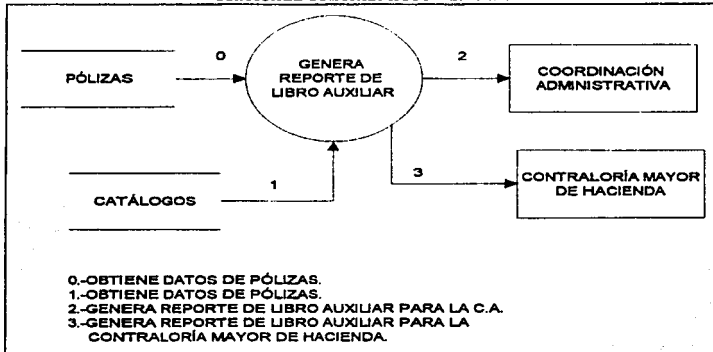 0
2
3
1
PÓLIZAS
GENERA
REPORTE DE
LIBRO AUXILIAR
COORDINACIÓN
ADMINISTRATIVA
CATÁLOGOS
CONTRALORÍA MAYOR
DE HACIENDA
0.-OBTIENE DATOS DE PÓLIZAS.
1.-OBTIENE DATOS DE PÓLIZAS.
2.-GENERA REPORTE DE LIBRO AUXILIAR PARA LA C.A.
3.-GENERA REPORTE DE LIBRO AUXILIAR PARA LA
CONTRALORÍA MAYOR DE HACIENDA.